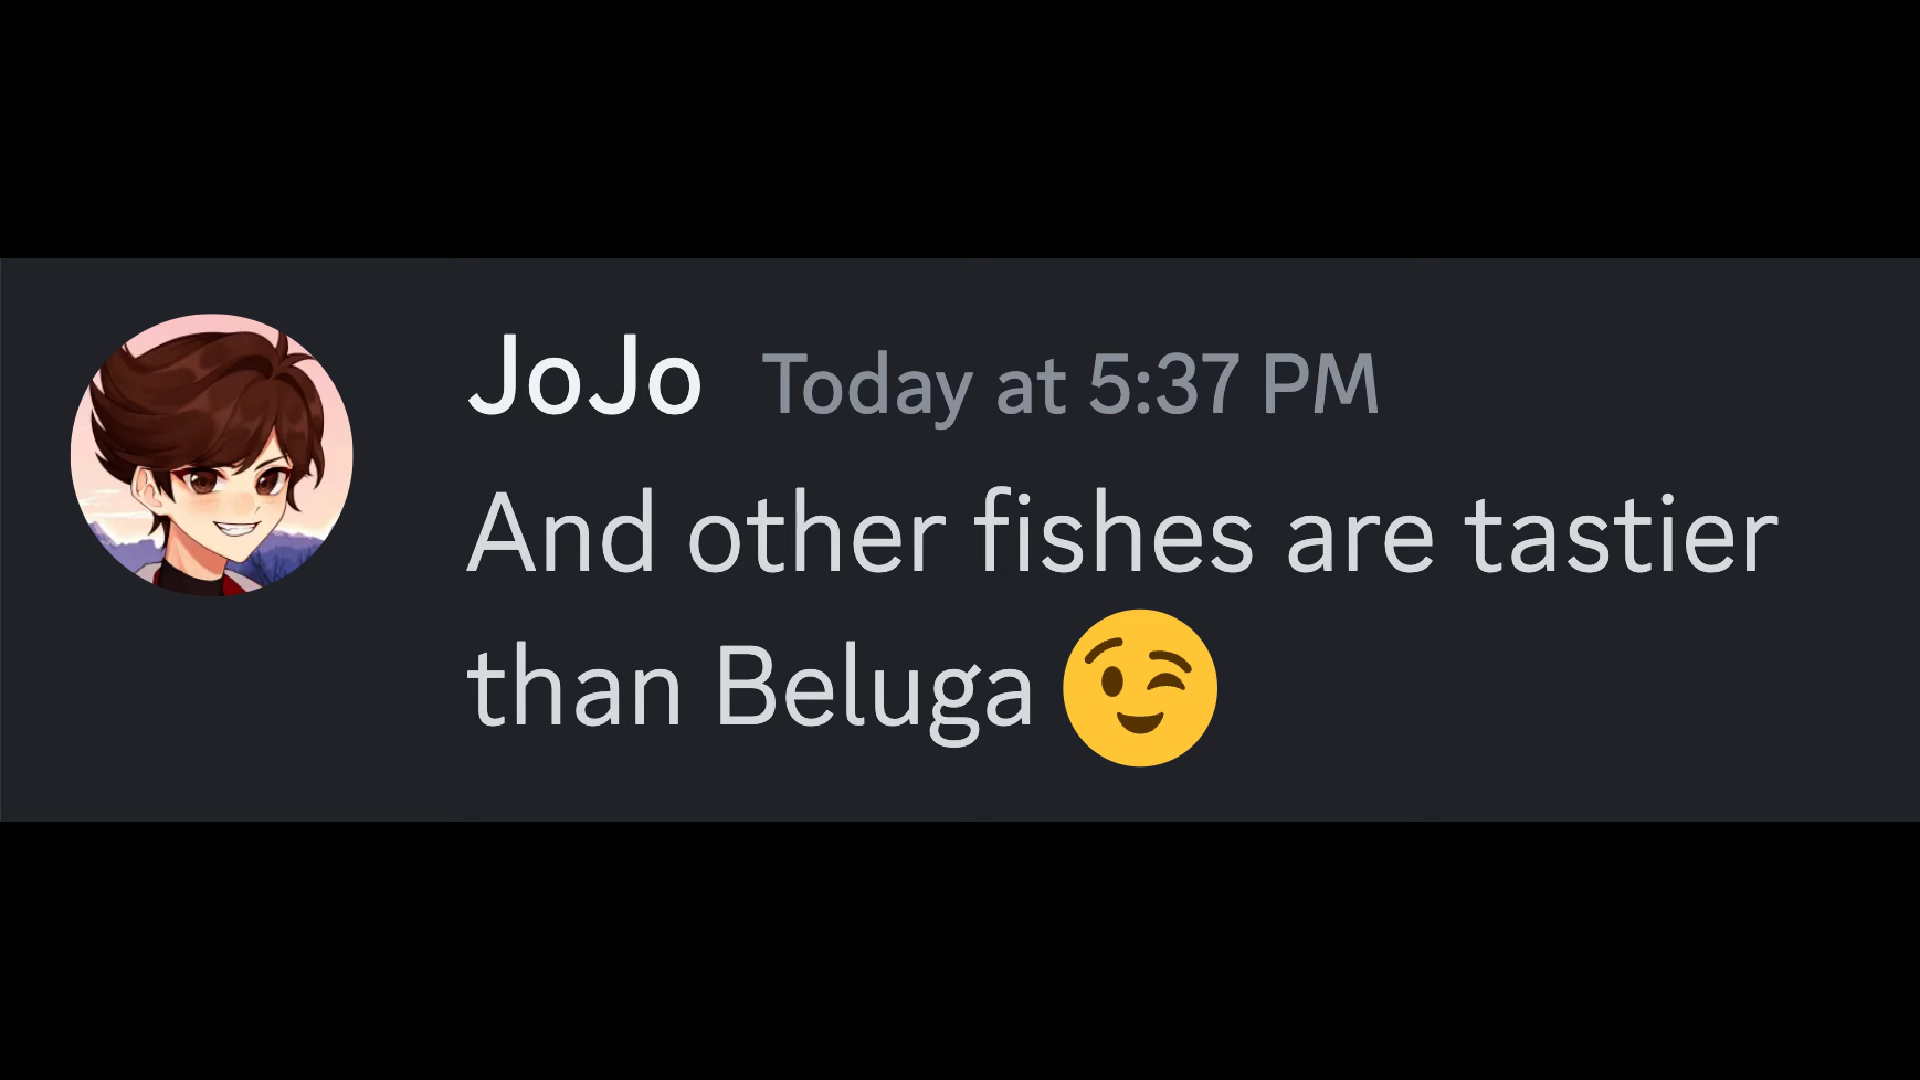 JoJo Today at 5:37 PM
And other fishes are tastier
than Beluga 😉